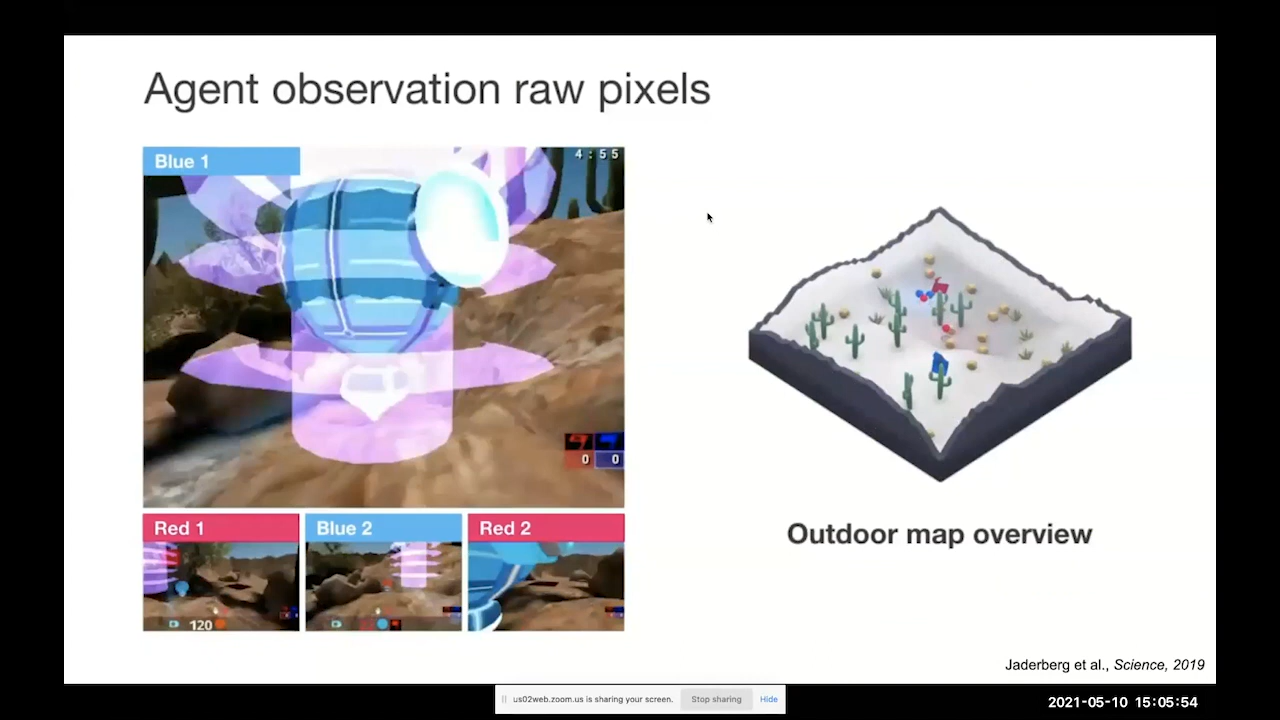 Agent observation raw pixels
Blue 1
4:55
0 0
Red 1
Blue 2
Red 2
120
Outdoor map overview
Jaderberg et al., Science, 2019
us02web.zoom.us is sharing your screen. Stop sharing Hide
2021-05-10 15:05:54